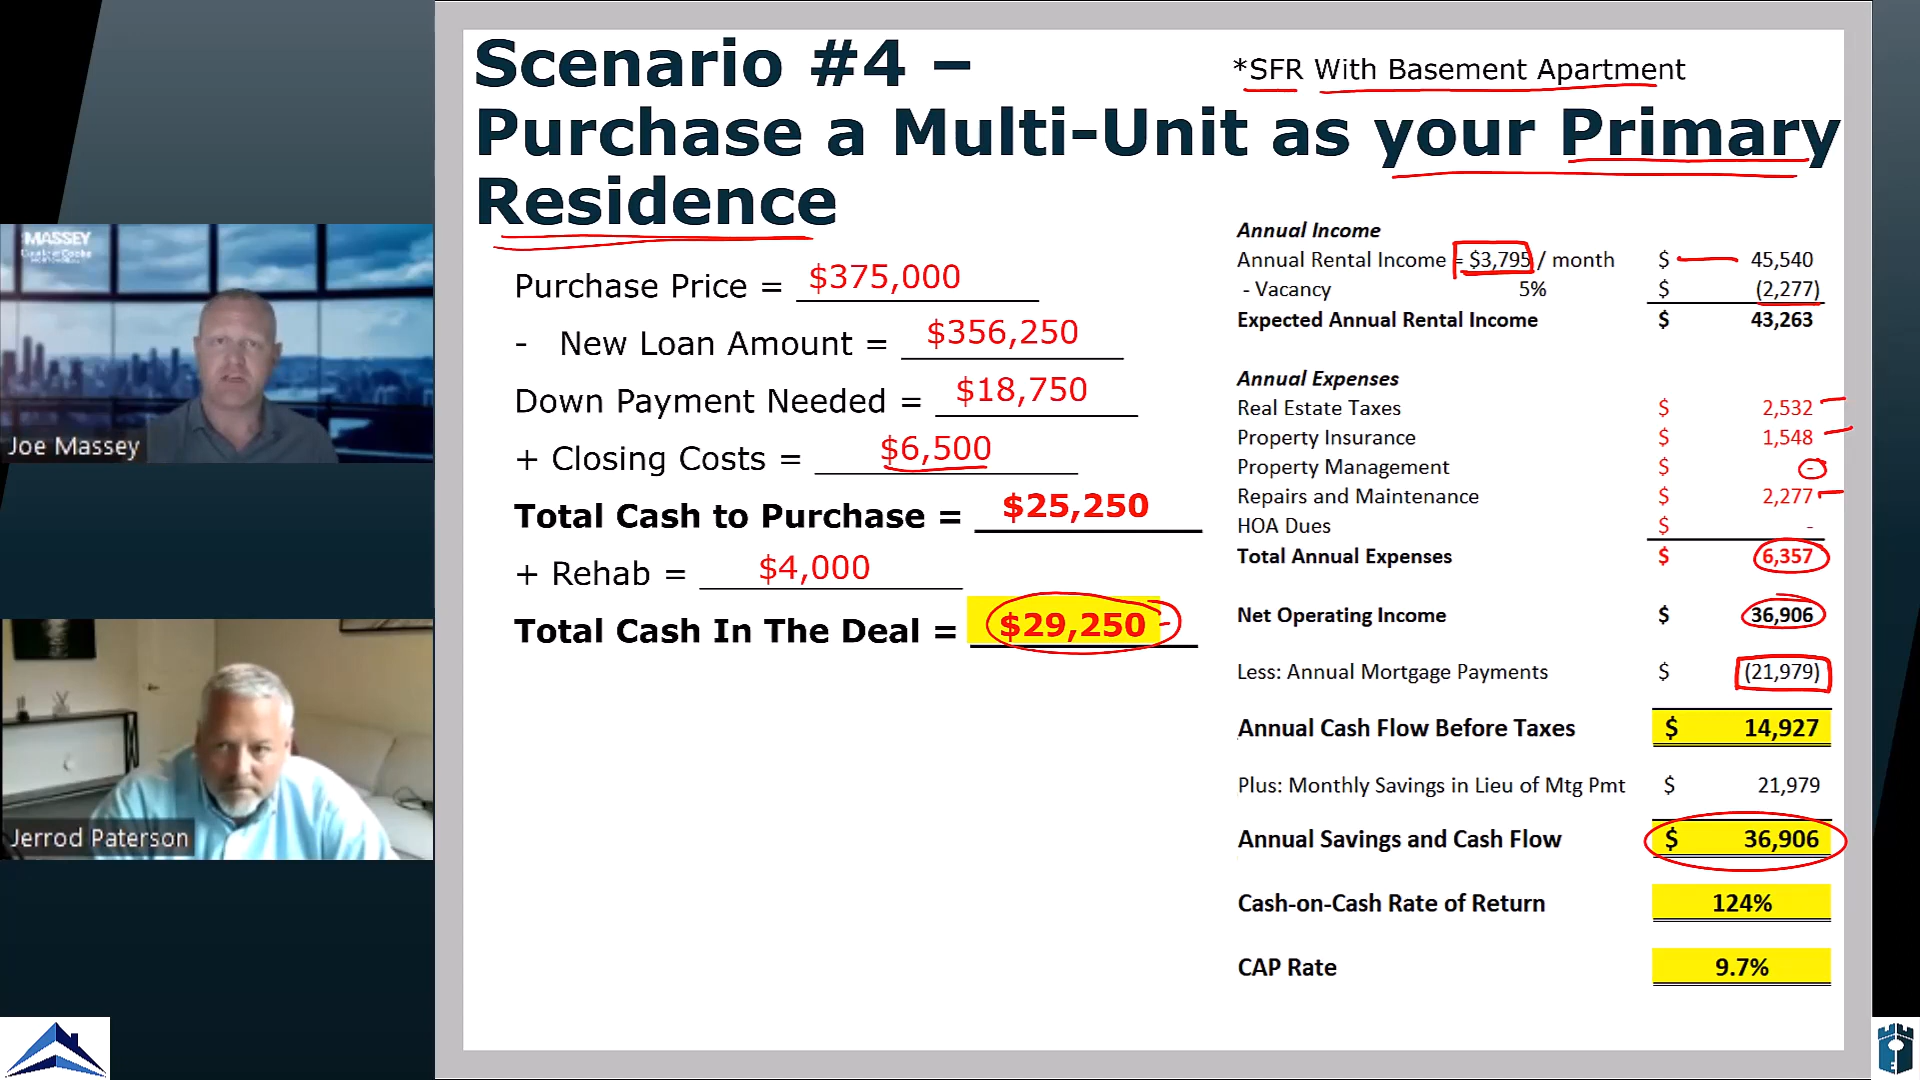 Scenario #4 –
*SFR With Basement Apartment
Purchase a Multi-Unit as your Primary
Residence
Purchase Price = $375,000
- New Loan Amount = $356,250
Down Payment Needed = $18,750
+ Closing Costs = $6,500
Total Cash to Purchase = $25,250
+ Rehab = $4,000
Total Cash In The Deal = $29,250
Annual Income
Annual Rental Income = $3,795 / month $ 45,540
- Vacancy 5% $ (2,277)
Expected Annual Rental Income $ 43,263
Annual Expenses
Real Estate Taxes $ 2,532
Property Insurance $ 1,548
Property Management $ -
Repairs and Maintenance $ 2,277
HOA Dues $ -
Total Annual Expenses $ 6,357
Net Operating Income $ 36,906
Less: Annual Mortgage Payments $ (21,979)
Annual Cash Flow Before Taxes $ 14,927
Plus: Monthly Savings in Lieu of Mtg Pmt $ 21,979
Annual Savings and Cash Flow $ 36,906
Cash-on-Cash Rate of Return 124%
CAP Rate 9.7%
MASSEY
Joe Massey
Jerrod Paterson